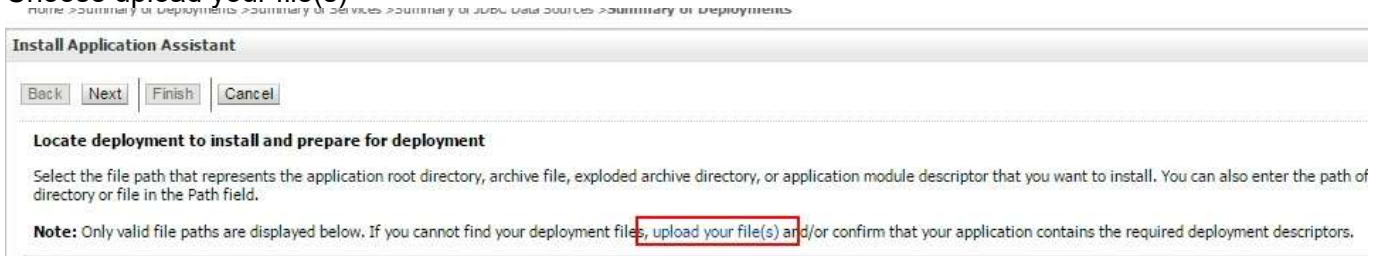 Choose upload your file(s)
Home >Summary of Deployments >Summary of Services >Summary of JDBC Data Sources >Summary of Deployments
Install Application Assistant
Back Next Finish Cancel
Locate deployment to install and prepare for deployment
Select the file path that represents the application root directory, archive file, exploded archive directory, or application module descriptor that you want to install. You can also enter the path of
directory or file in the Path field.
Note: Only valid file paths are displayed below. If you cannot find your deployment files, upload your file(s) and/or confirm that your application contains the required deployment descriptors.